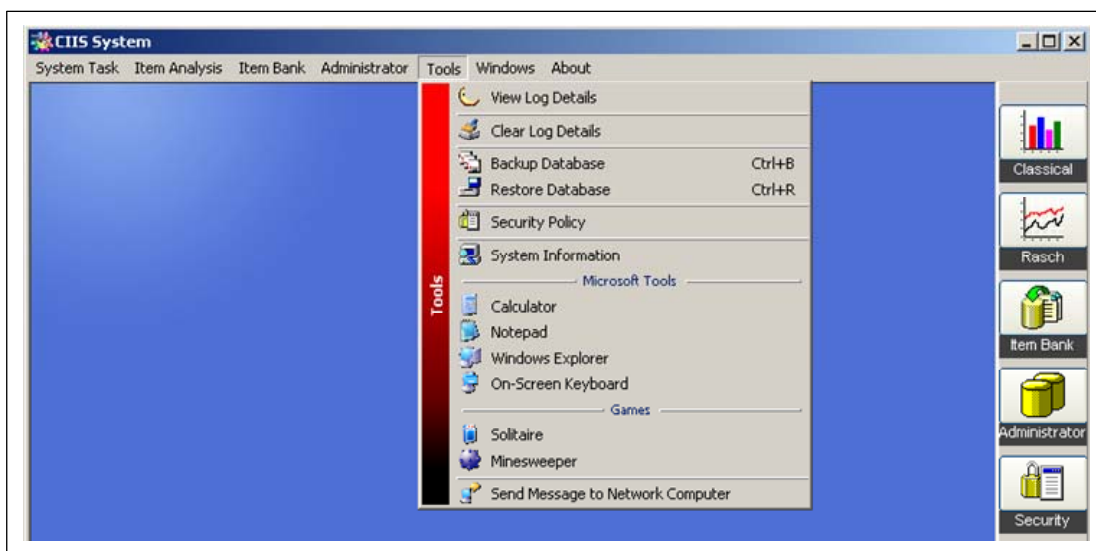 CIIS System
System Task Item Analysis Item Bank Administrator Tools Windows About
View Log Details
Clear Log Details
Backup Database Ctrl+B
Restore Database Ctrl+R
Security Policy
System Information
Microsoft Tools
Calculator
Notepad
Windows Explorer
On-Screen Keyboard
Games
Solitaire
Minesweeper
Send Message to Network Computer
Tools
Classical
Rasch
Item Bank
Administrator
Security